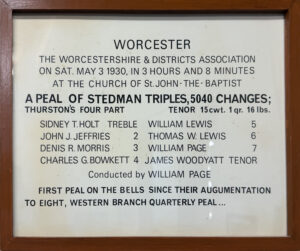 WORCESTER
THE WORCESTERSHIRE & DISTRICTS ASSOCIATION
ON SAT. MAY 3 1930, IN 3 HOURS AND 8 MINUTES
AT THE CHURCH OF St.JOHN-THE-BAPTIST
A PEAL OF STEDMAN TRIPLES, 5040 CHANGES;
THURSTON'S FOUR PART TENOR 15cwt. 1qr. 16lbs.
SIDNEY T.HOLT TREBLE WILLIAM LEWIS 5
JOHN J. JEFFRIES 2 THOMAS W. LEWIS 6
DENIS R. MORRIS 3 WILLIAM PAGE 7
CHARLES G. BOWKETT 4 JAMES WOODYATT TENOR
Conducted by WILLIAM PAGE
FIRST PEAL ON THE BELLS SINCE THEIR AUGUMENTATION
TO EIGHT, WESTERN BRANCH QUARTERLY PEAL...